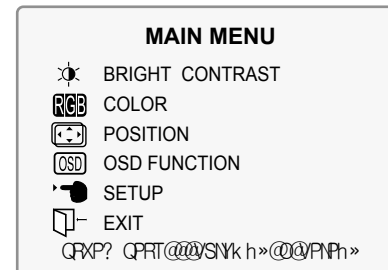 MAIN MENU
BRIGHT CONTRAST
RGB COLOR
POSITION
OSD OSD FUNCTION
SETUP
EXIT